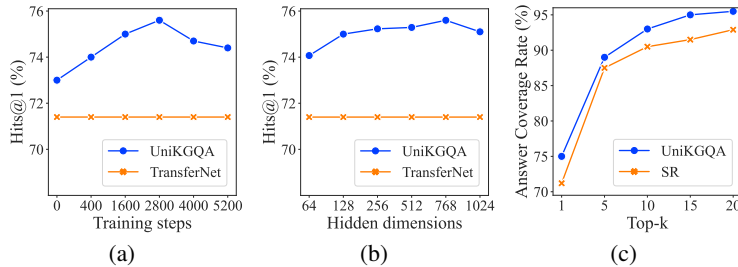 76
74
72
70
Hits@1 (%)
UniKGQA
TransferNet
0 400 1600 2800 4000 5200
Training steps
(a)
76
74
72
70
Hits@1 (%)
UniKGQA
TransferNet
64 128 256 512 768 1024
Hidden dimensions
(b)
95
90
85
80
75
70
Answer Coverage Rate (%)
UniKGQA
SR
1 5 10 15 20
Top-k
(c)